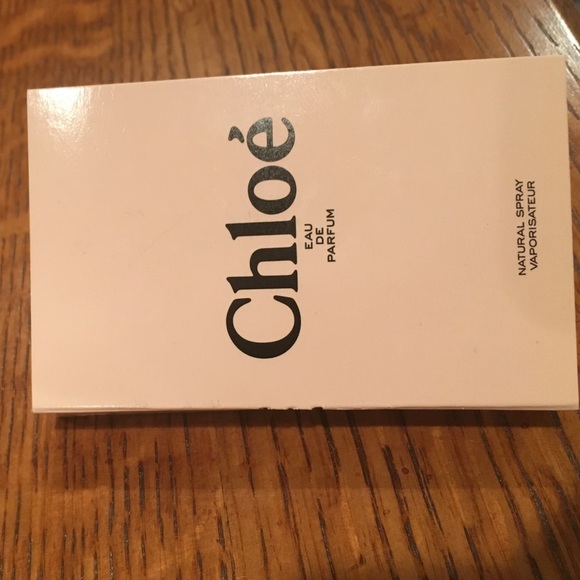 Chloé
EAU
DE
PARFUM
NATURAL SPRAY
VAPORISATEUR